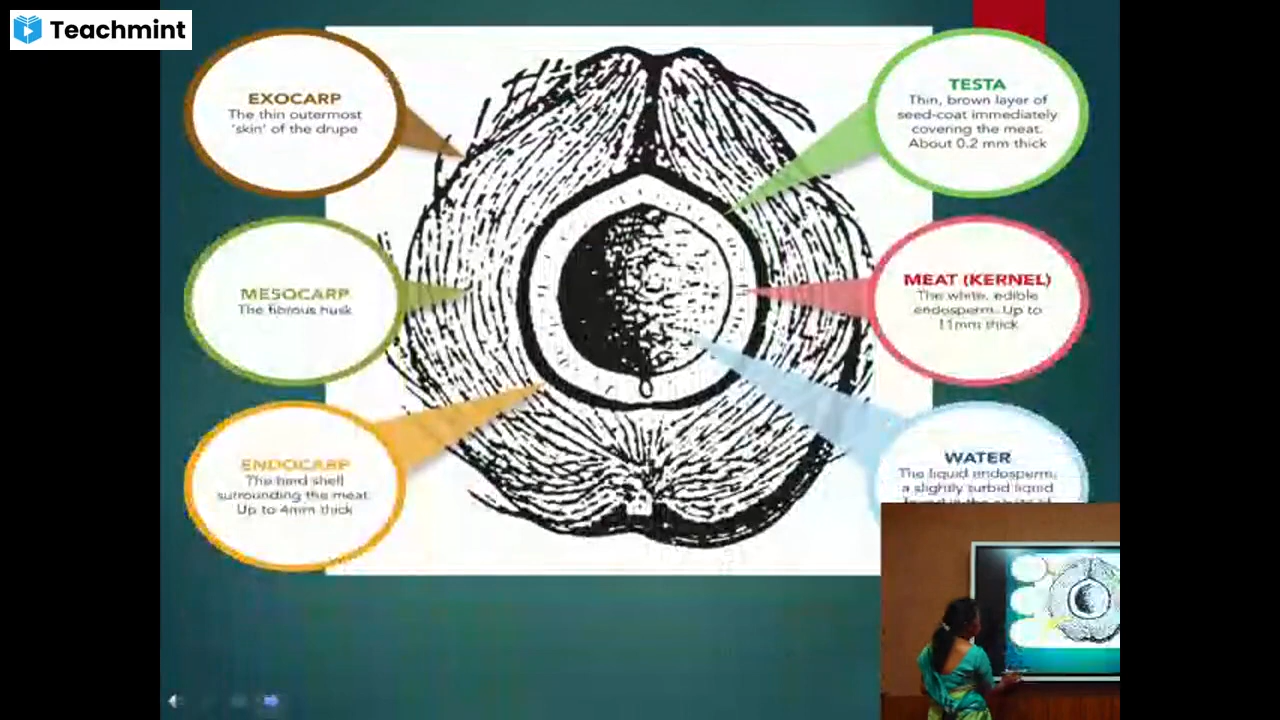 Teachmint
EXOCARP
The thin outermost
'skin' of the drupe
TESTA
Thin, brown layer of
seed-coat immediately
covering the meat.
About 0.2 mm thick
MESOCARP
The fibrous husk
MEAT (KERNEL)
The white, edible
endosperm. Up to
11mm thick
ENDOCARP
The hard shell
surrounding the meat.
Up to 4mm thick
WATER
The liquid endosperm,
a slightly turbid liquid